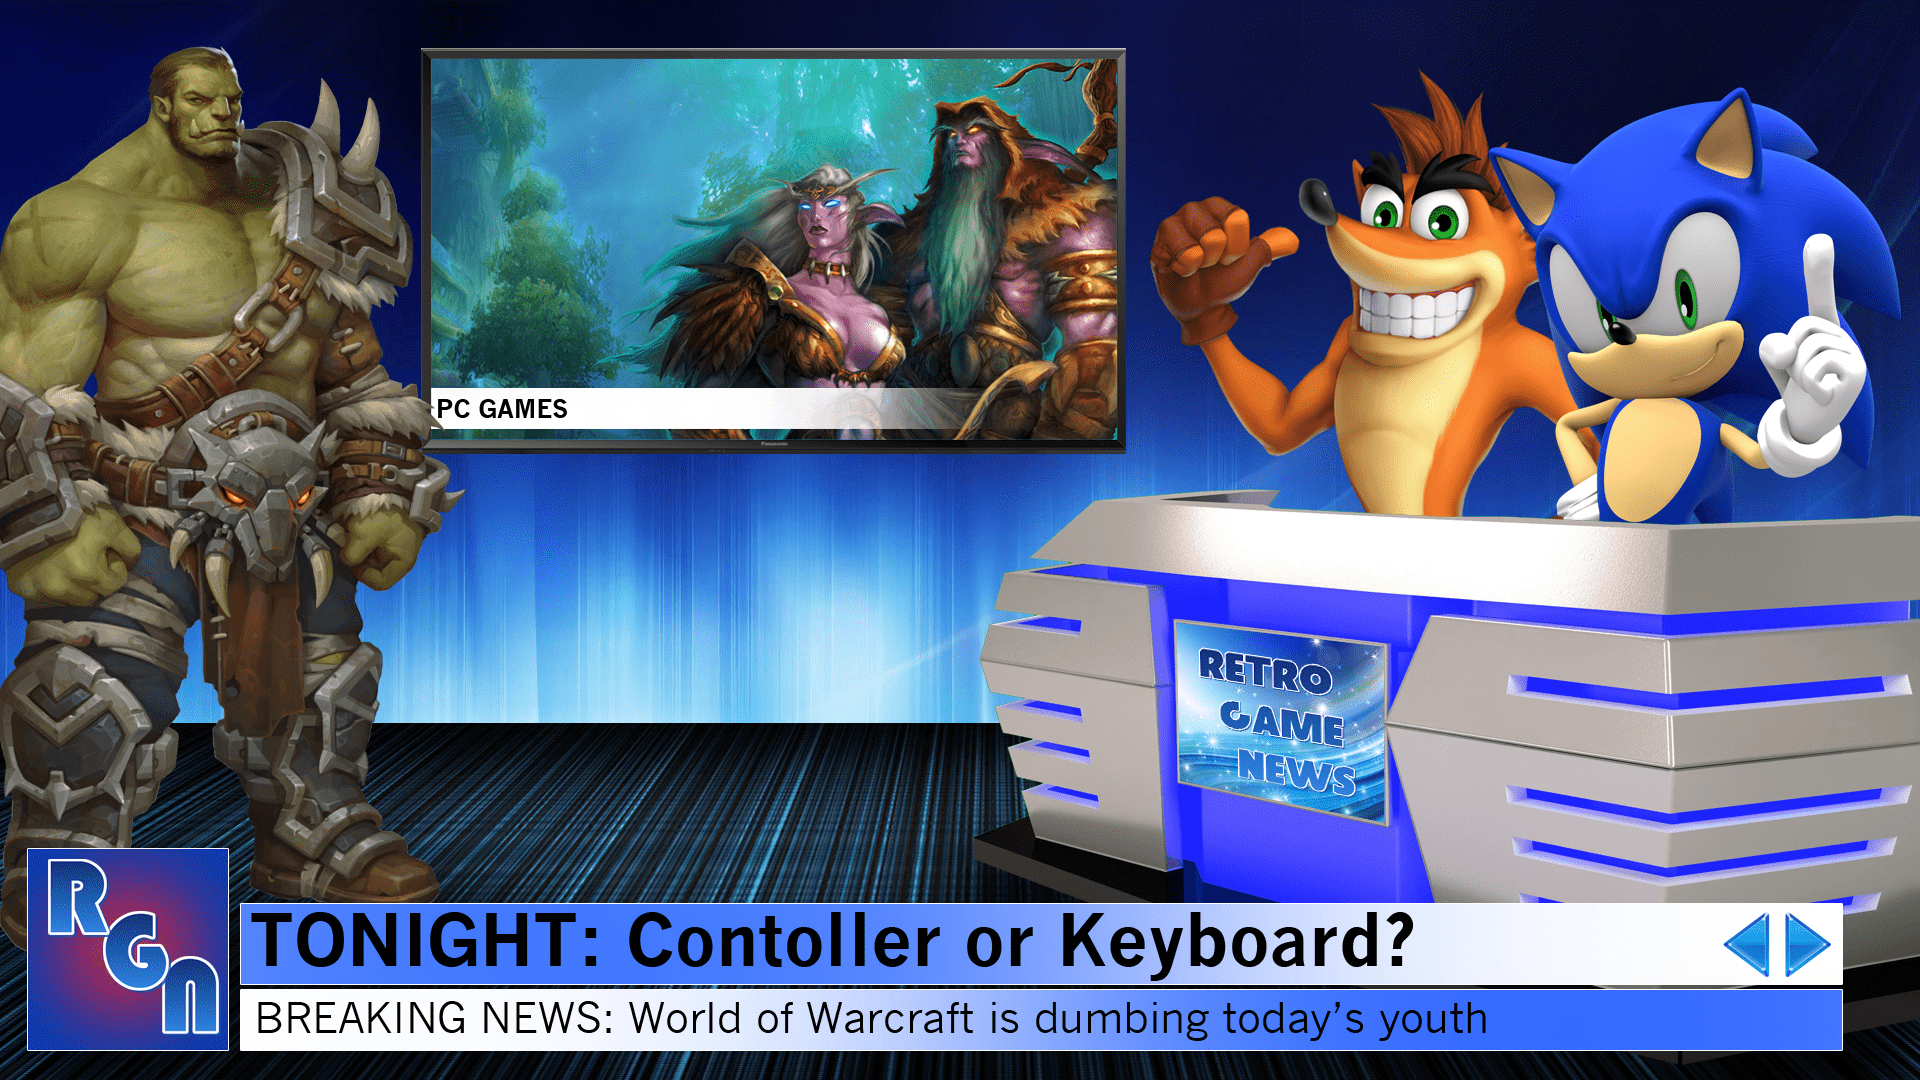 PC GAMES
Panasonic
RETRO
GAME
NEWS
RGn
TONIGHT: Contoller or Keyboard?
BREAKING NEWS: World of Warcraft is dumbing today's youth